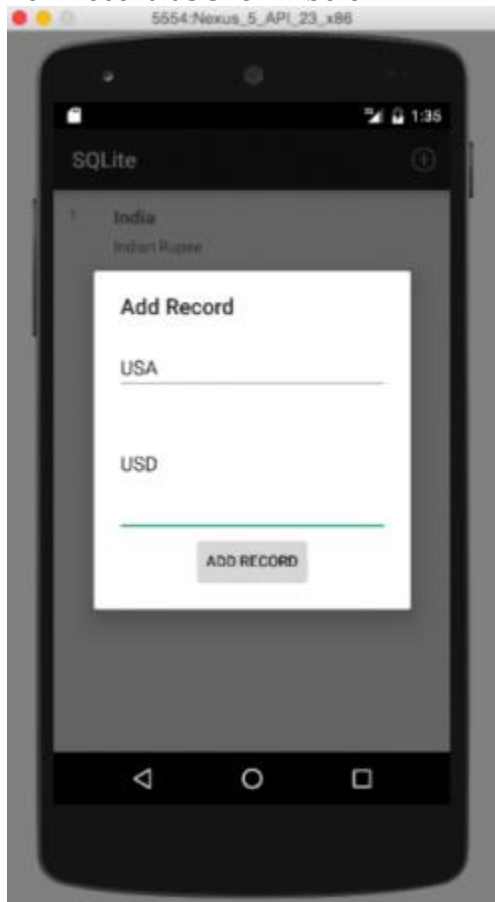 5554:Nexus_5_API_23_x86
1:35
SQLite
1 India
Indian Rupee
Add Record
USA
USD
ADD RECORD